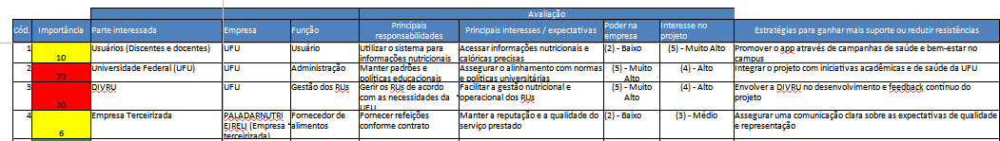 Avaliação
Cód. Importância Parte interessada Empresa Função Principais responsabilidades Principais interesses / expectativas Poder na empresa Interesse no projeto Estratégias para ganhar mais suporte ou reduzir resistências
1 10 Usuários (Discentes e docentes) UFU Usuário Utilizar o sistema para informações nutricionais Acessar informações nutricionais e calóricas precisas (2) - Baixo (5) - Muito Alto Promover o app através de campanhas de saúde e bem-estar no campus
2 20 Universidade Federal (UFU) UFU Administração Manter padrões e políticas educacionais Assegurar o alinhamento com normas e políticas universitárias (5) - Muito Alto (4) - Alto Integrar o projeto com iniciativas acadêmicas e de saúde da UFU
3 20 DIVRU UFU Gestão dos RUs Gerir os RUs de acordo com as necessidades da UFU Facilitar a gestão nutricional e operacional dos RUs (5) - Muito Alto (4) - Alto Envolver a DIVRU no desenvolvimento e feedback contínuo do projeto
4 6 Empresa Terceirizada PALADARNUTRI EIRELI (Empresa terceirizada) Fornecedor de alimentos Fornecer refeições conforme contrato Manter a reputação e a qualidade do serviço prestado (2) - Baixo (3) - Médio Assegurar uma comunicação clara sobre as expectativas de qualidade e representação